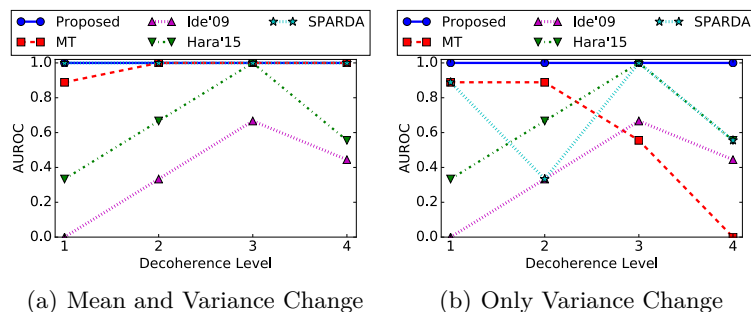 Proposed Ide'09 SPARDA
MT Hara'15
1.0
0.8
0.6
0.4
0.2
0.0
AUROC
1 2 3 4
Decoherence Level
(a) Mean and Variance Change
Proposed Ide'09 SPARDA
MT Hara'15
1.0
0.8
0.6
0.4
0.2
0.0
AUROC
1 2 3 4
Decoherence Level
(b) Only Variance Change